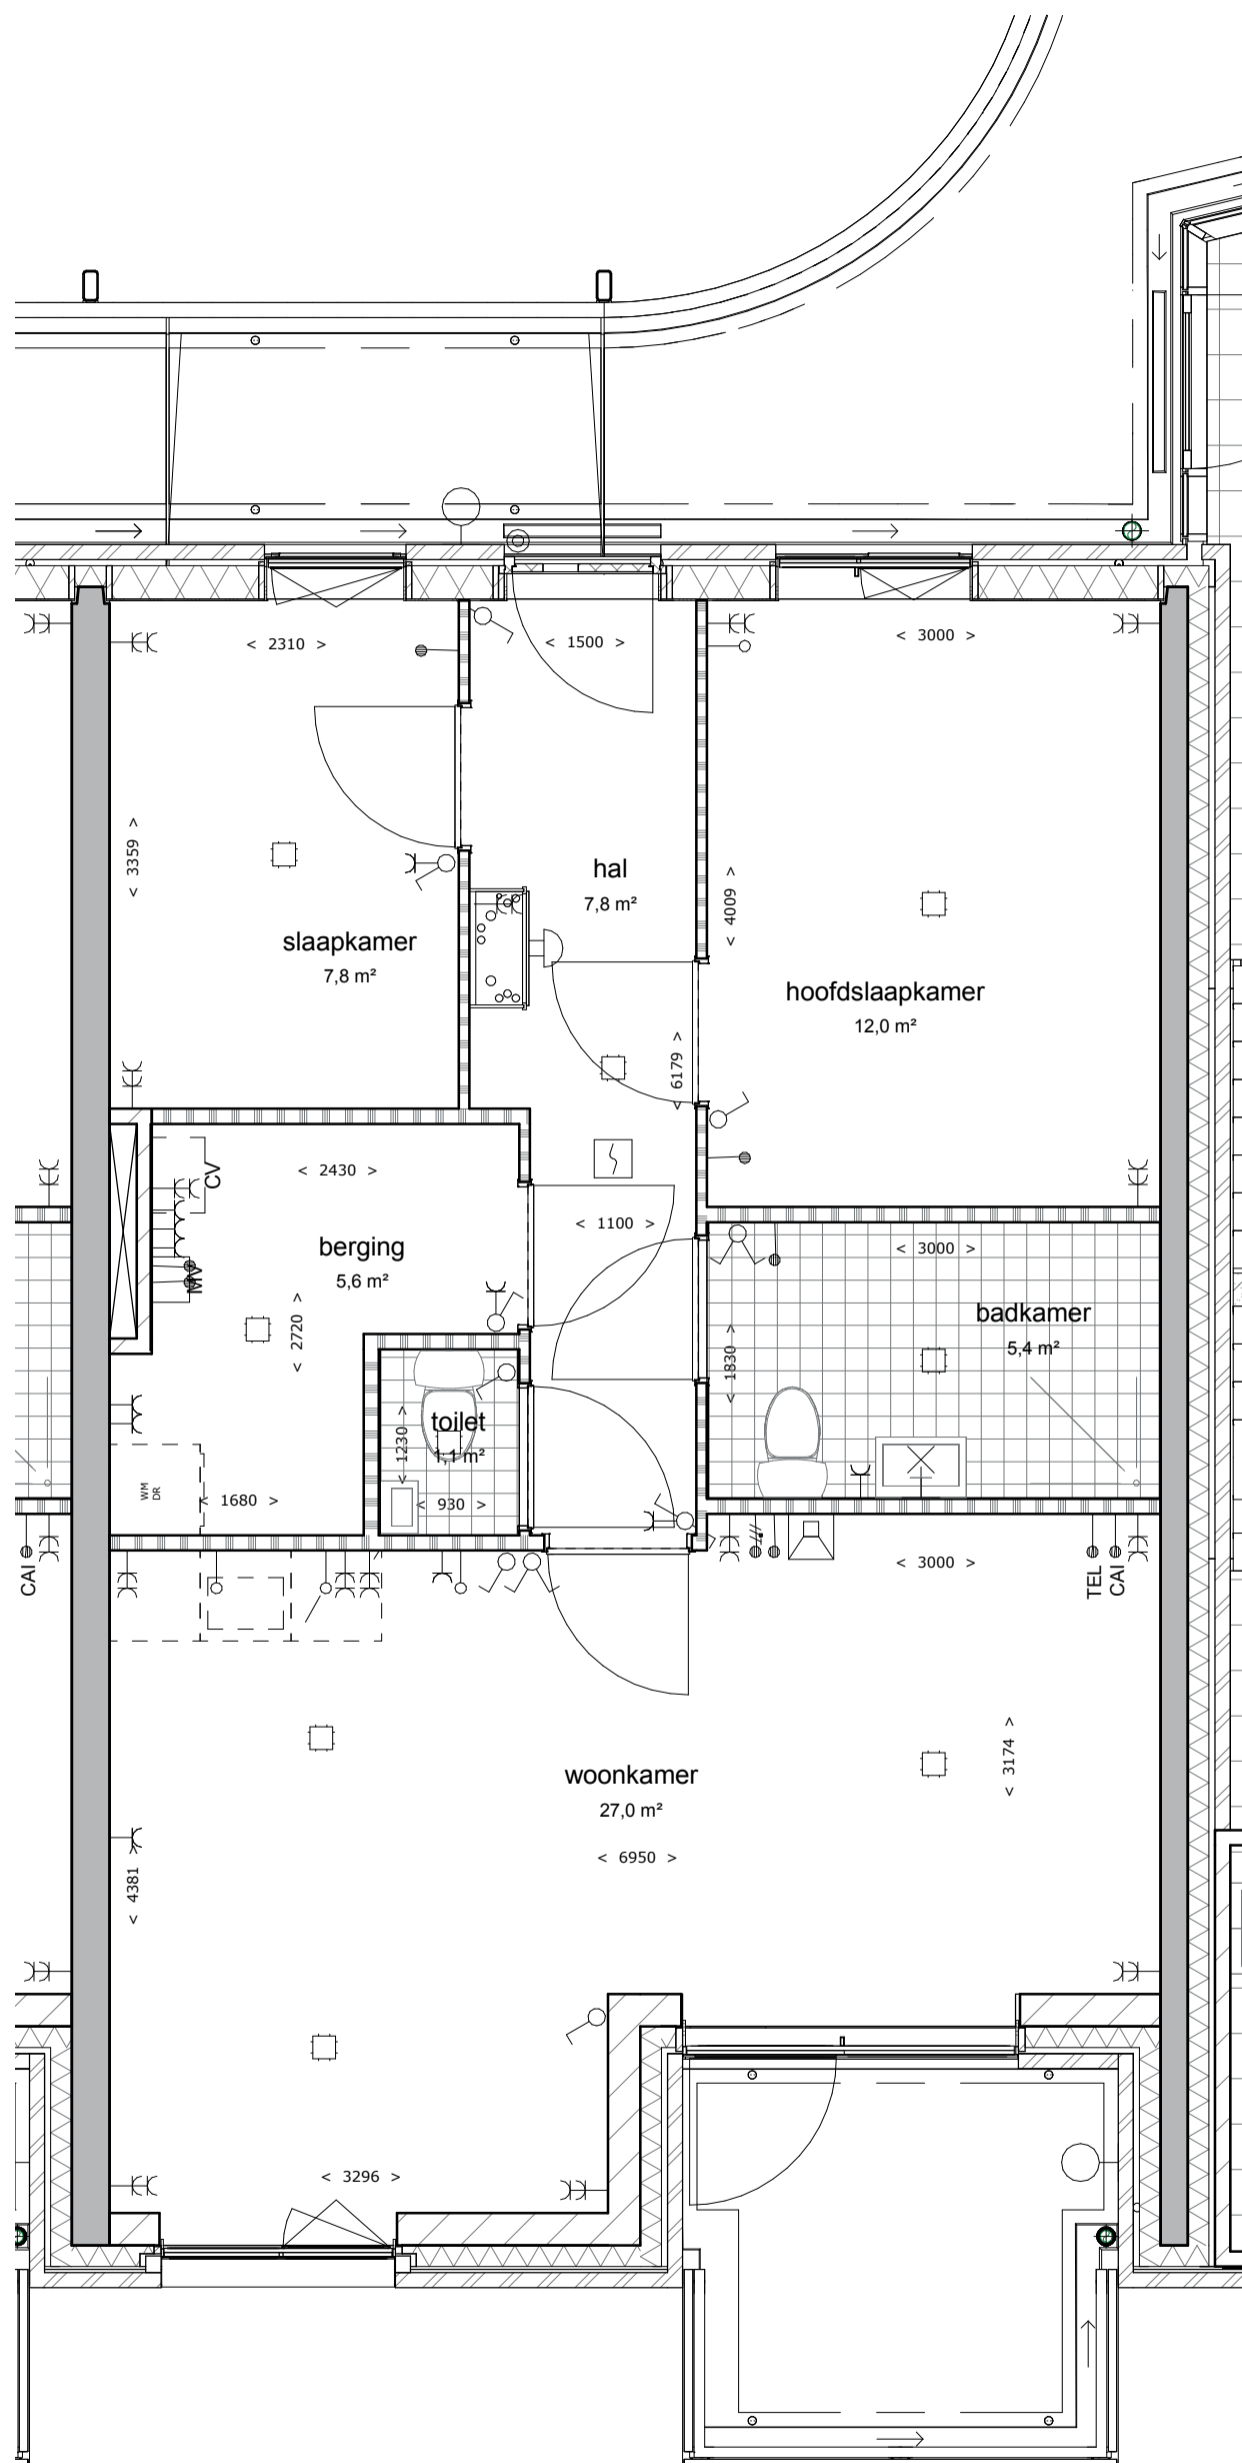 < 2310 >
< 1500 >
< 3000 >
< 3359 >
hal
7,8 m²
< 4009 >
slaapkamer
7,8 m²
hoofdslaapkamer
12,0 m²
< 6179 >
CV
< 2430 >
< 1100 >
< 3000 >
berging
5,6 m²
MV
< 2720 >
badkamer
5,4 m²
< 1830 >
toilet
1,1 m²
< 1230 >
WM
DR
< 1680 >
< 930 >
CAI
< 3000 >
TEL
CAI
woonkamer
27,0 m²
< 3174 >
< 6950 >
< 4381 >
< 3296 >